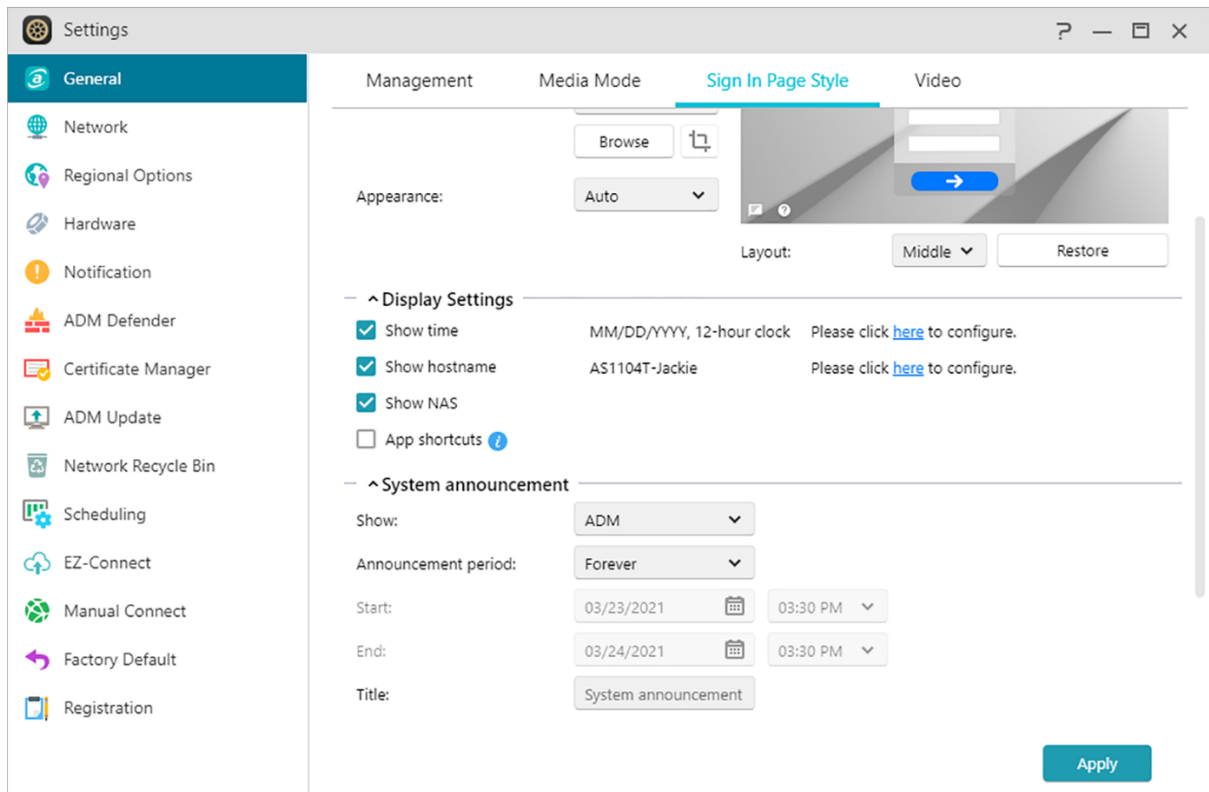 Settings
General
Network
Regional Options
Hardware
Notification
ADM Defender
Certificate Manager
ADM Update
Network Recycle Bin
Scheduling
EZ-Connect
Manual Connect
Factory Default
Registration
Management Media Mode Sign In Page Style Video
Browse
Appearance: Auto
Layout: Middle Restore
Display Settings
Show time MM/DD/YYYY, 12-hour clock Please click here to configure.
Show hostname AS1104T-Jackie Please click here to configure.
Show NAS
App shortcuts
System announcement
Show: ADM
Announcement period: Forever
Start: 03/23/2021 03:30 PM
End: 03/24/2021 03:30 PM
Title: System announcement
Apply